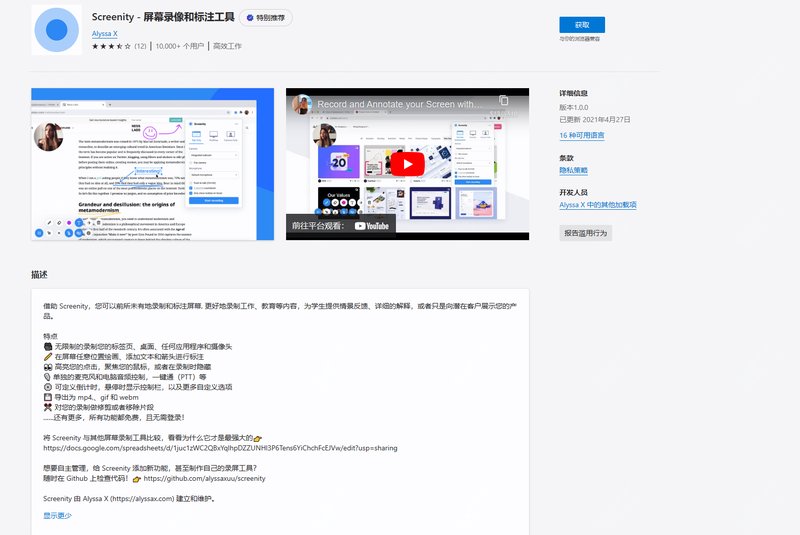 Screenity - 屏幕录像和标注工具
特别推荐
Alyssa X
(12) | 10,000+ 个用户 | 高效工作
获取
与你的浏览器兼容
Record and Annotate your Screen with...
前往平台观看： YouTube
Interesting!
Grandeur and desillusion: the origins of
metamodernism
Screenity
Start recording
Our Values
详细信息
版本1.0.0
已更新 2021年4月27日
16 种可用语言
条款
隐私策略
开发人员
Alyssa X 中的其他加载项
报告滥用行为
描述
借助 Screenity，您可以前所未有地录制和标注屏幕. 更好地录制工作、教育等内容，为学生提供情景反馈、详细的解释，或者只是向潜在客户展示您的产
品。
特点
无限制的录制您的标签页、桌面、任何应用程序和摄像头
在屏幕任意位置绘画、添加文本和箭头进行标注
高亮您的点击，聚焦您的鼠标，或者在录制时隐藏
单独的麦克风和电脑音频控制，一键通（PTT）等
可定义倒计时，悬停时显示控制栏，以及更多自定义选项
导出为 mp4,、gif 和 webm
对您的录制做修剪或者移除片段
……还有更多，所有功能都免费，且无需登录！
将 Screenity 与其他屏幕录制工具比较，看看为什么它才是最强大的👉
https://docs.google.com/spreadsheets/d/1juc1zWC2QBxYqlhpDZZUNHI3P6Tens6YiChchFcEJVw/edit?usp=sharing
想要自主管理，给 Screenity 添加新功能，甚至制作自己的录屏工具？
随时在 Github 上检查代码！👉 https://github.com/alyssaxuu/screenity
Screenity 由 Alyssa X (https://alyssax.com) 建立和维护。
显示更少